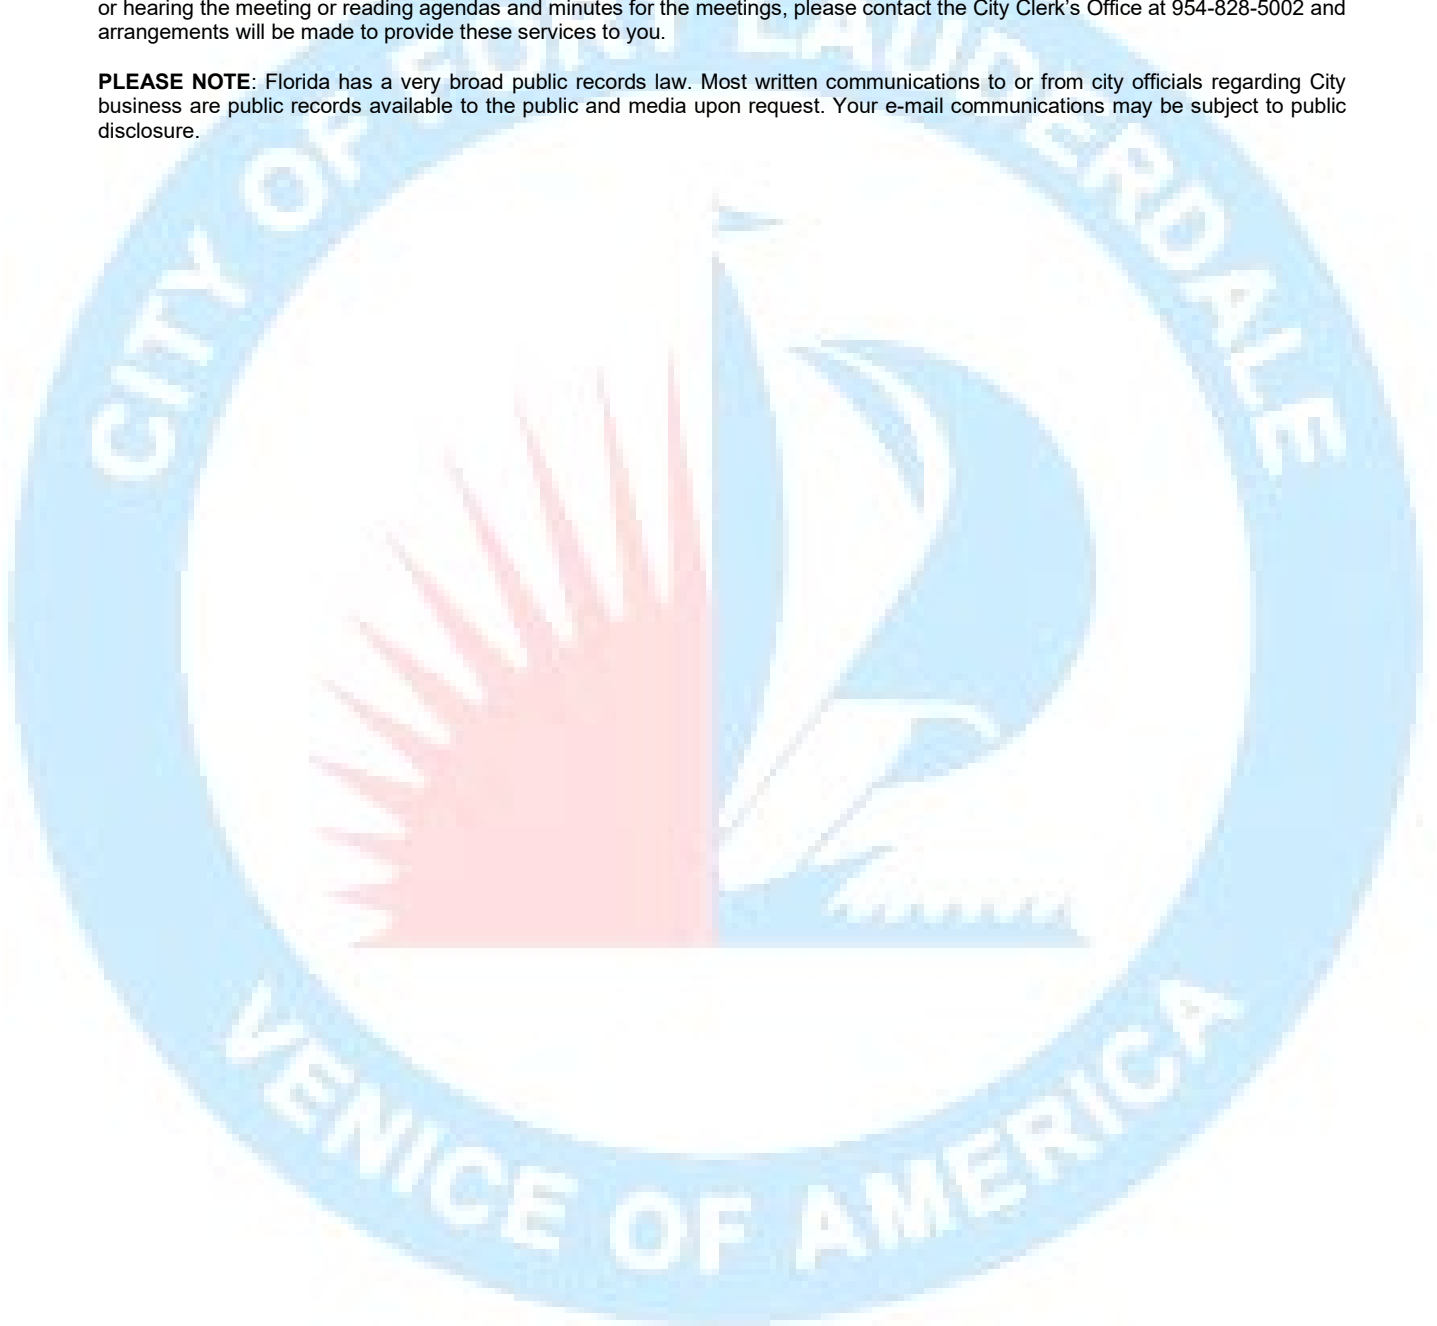 or hearing the meeting or reading agendas and minutes for the meetings, please contact the City Clerk’s Office at 954-828-5002 and
arrangements will be made to provide these services to you.
PLEASE NOTE: Florida has a very broad public records law. Most written communications to or from city officials regarding City
business are public records available to the public and media upon request. Your e-mail communications may be subject to public
disclosure.
CITY OF FORT LAUDERDALE
VENICE OF AMERICA